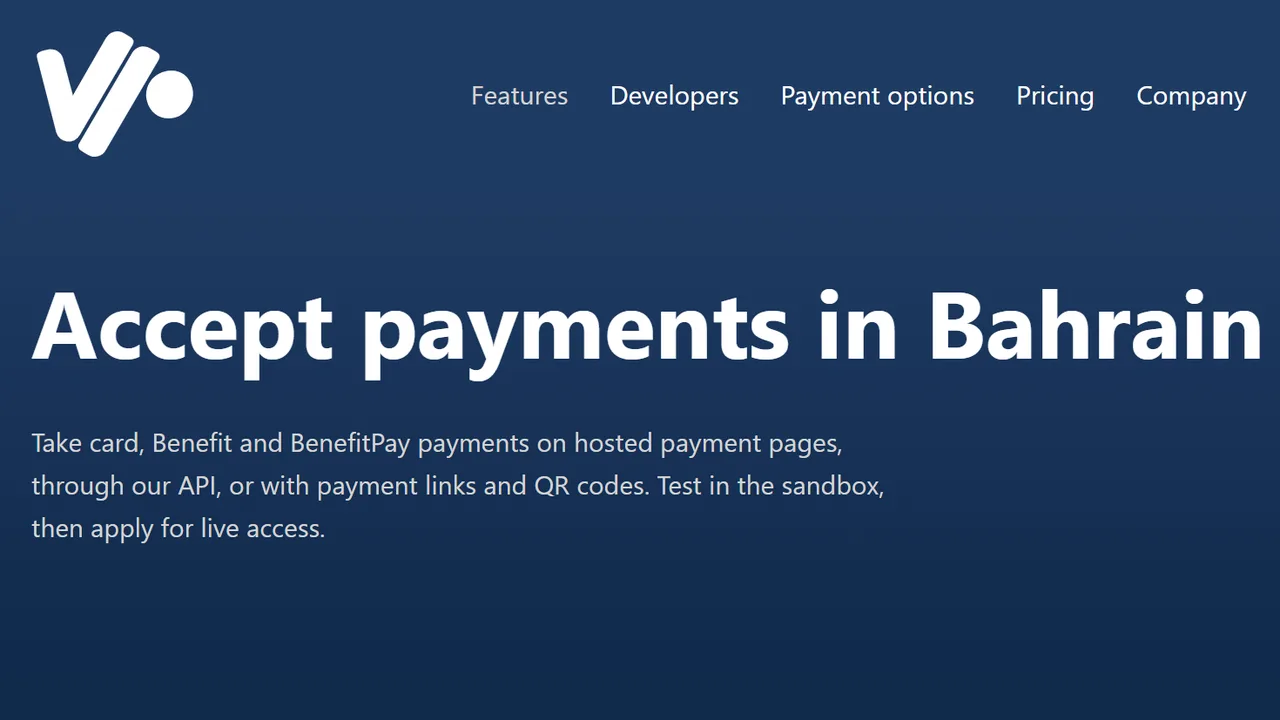 Features Developers Payment options Pricing Company
Accept payments in Bahrain
Take card, Benefit and BenefitPay payments on hosted payment pages,
through our API, or with payment links and QR codes. Test in the sandbox,
then apply for live access.